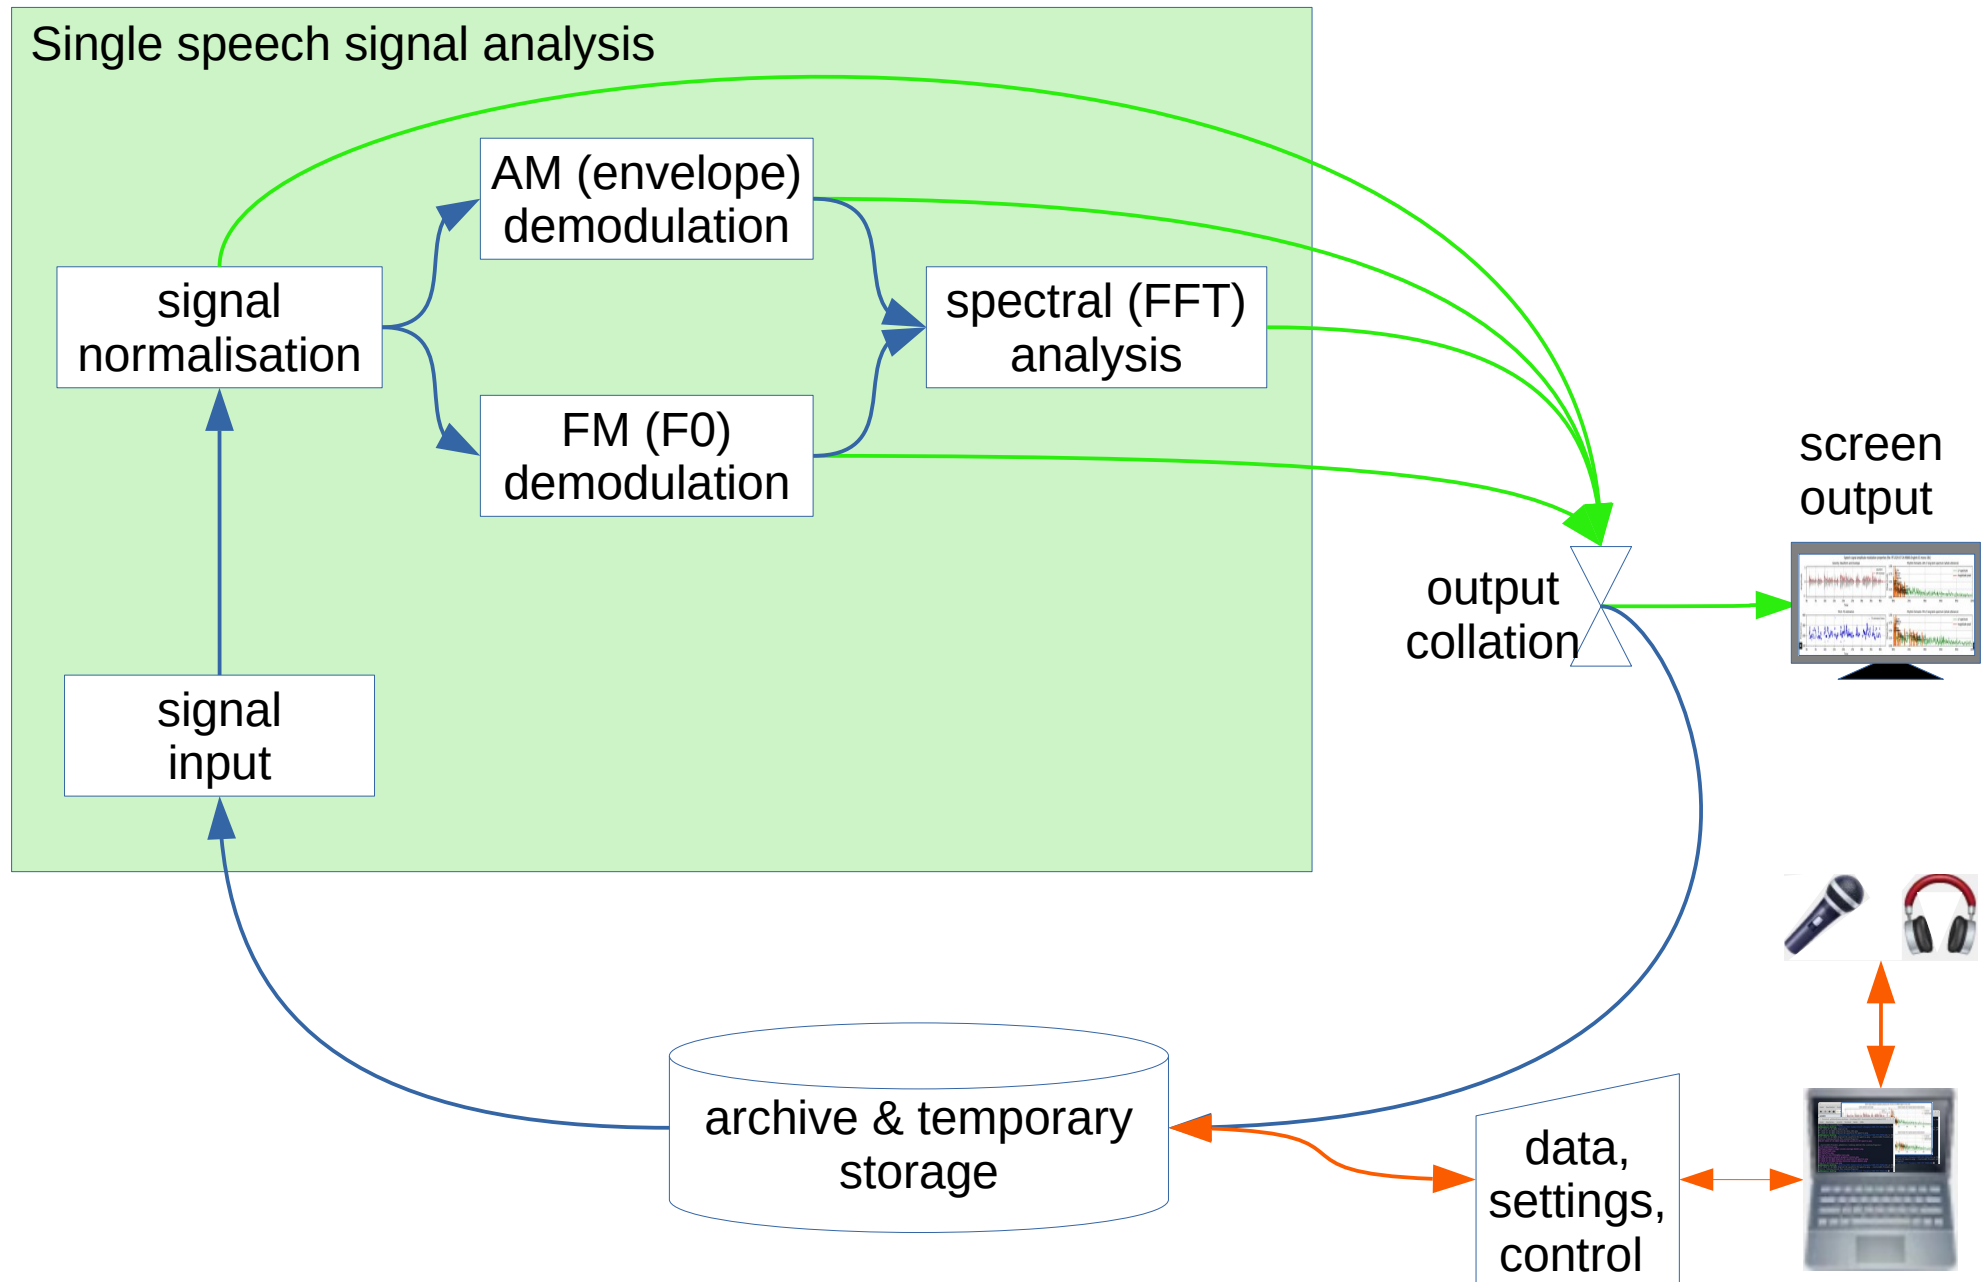 Single speech signal analysis
AM (envelope)
demodulation
signal
normalisation
spectral (FFT)
analysis
FM (F0)
demodulation
screen
output
output
collation
signal
input
archive & temporary
storage
data,
settings,
control